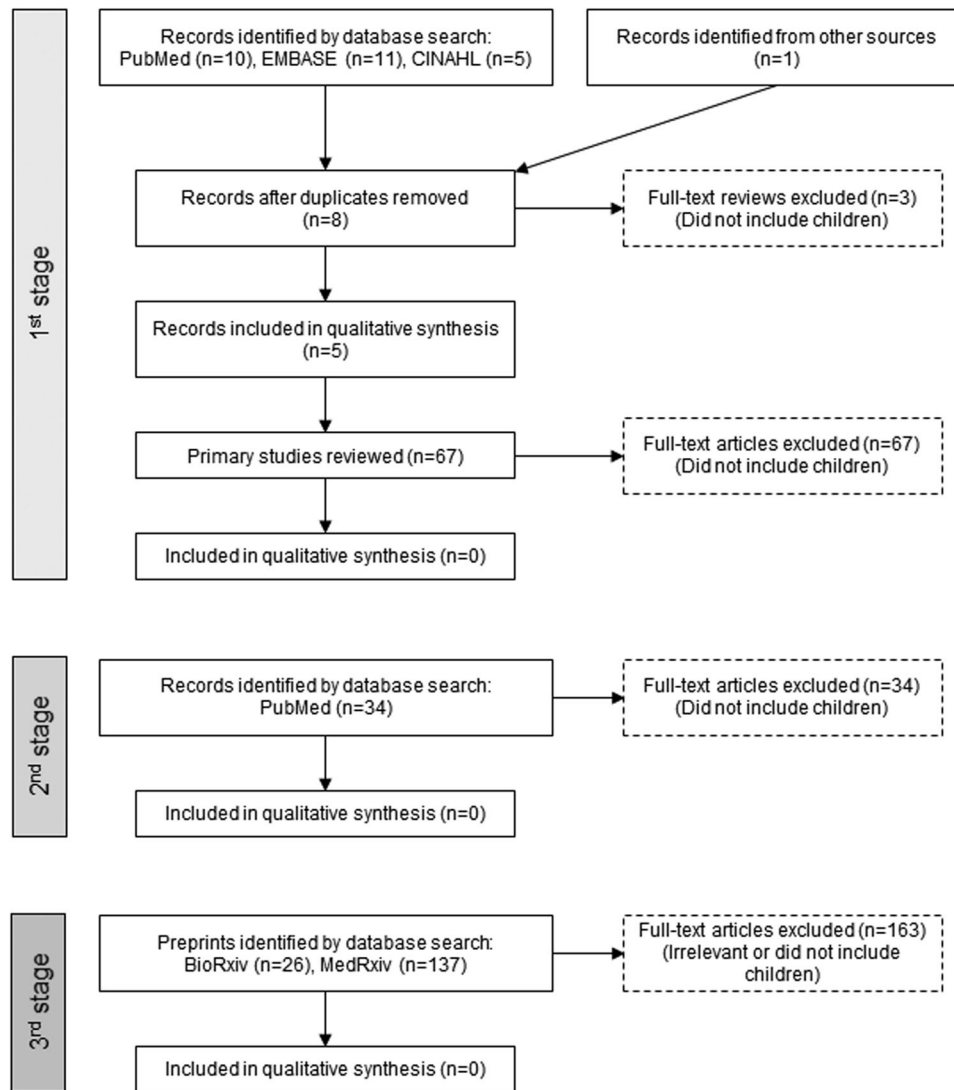 1st stage
Records identified by database search:
PubMed (n=10), EMBASE (n=11), CINAHL (n=5)
Records identified from other sources
(n=1)
Records after duplicates removed
(n=8)
Full-text reviews excluded (n=3)
(Did not include children)
Records included in qualitative synthesis
(n=5)
Primary studies reviewed (n=67)
Full-text articles excluded (n=67)
(Did not include children)
Included in qualitative synthesis (n=0)
2nd stage
Records identified by database search:
PubMed (n=34)
Full-text articles excluded (n=34)
(Did not include children)
Included in qualitative synthesis (n=0)
3rd stage
Preprints identified by database search:
BioRxiv (n=26), MedRxiv (n=137)
Full-text articles excluded (n=163)
(Irrelevant or did not include
children)
Included in qualitative synthesis (n=0)